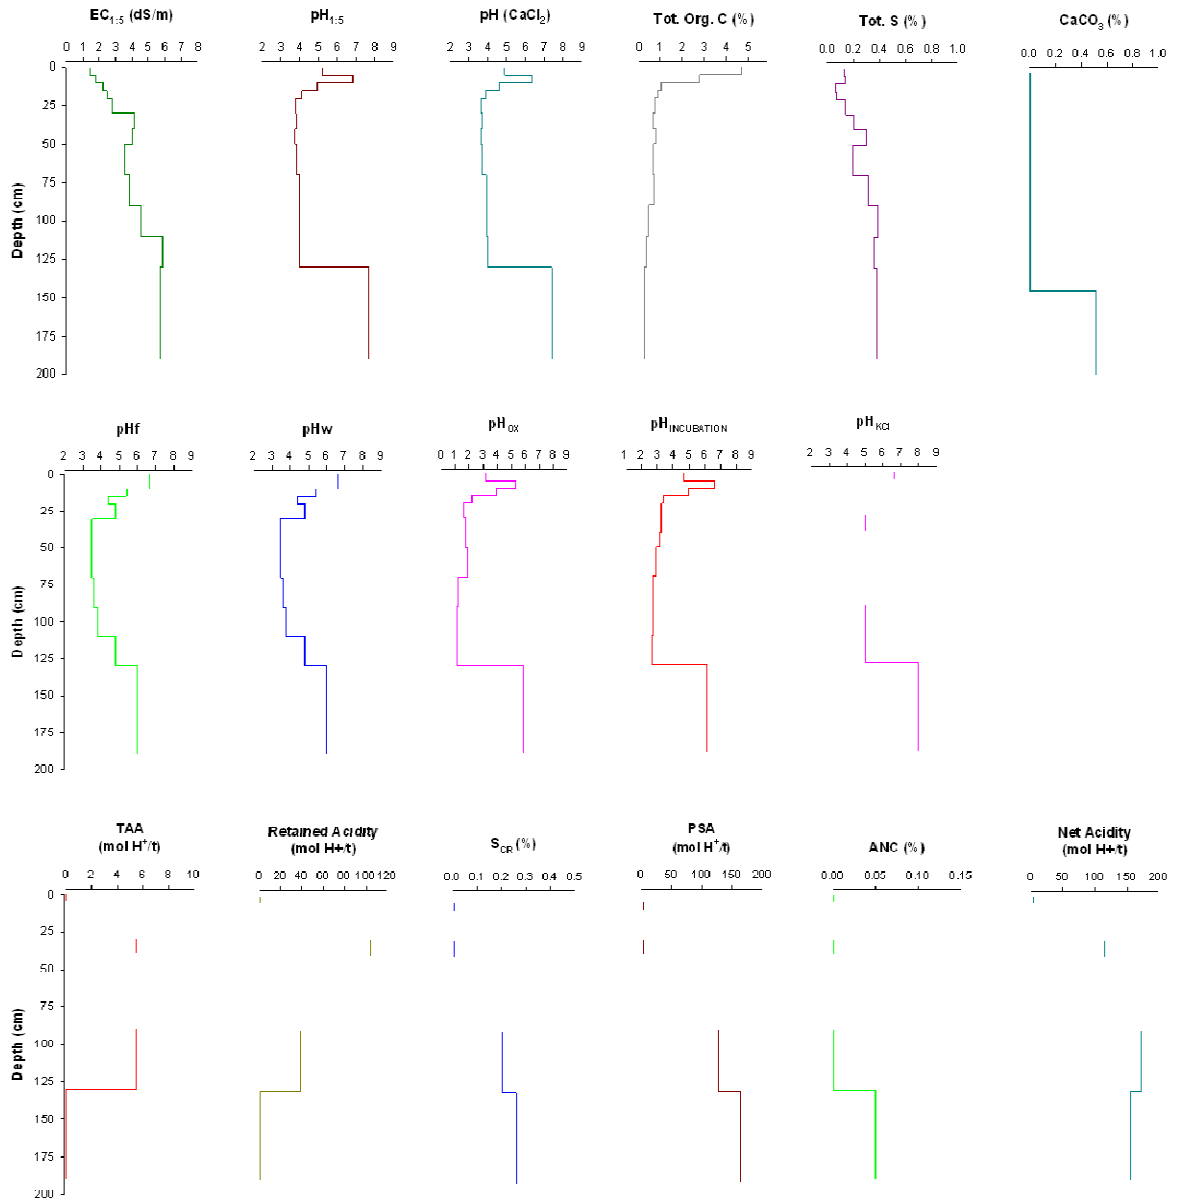 EC1:5 (dS/m) pH1:5 pH (CaCl2) Tot. Org. C (%) Tot. S (%) CaCO3 (%)
0 1 2 3 4 5 6 7 8 2 3 4 5 6 7 8 9 2 3 4 5 6 7 8 9 0 1 2 3 4 5 0.0 0.2 0.4 0.6 0.8 1.0 0.0 0.2 0.4 0.6 0.8 1.0
0
25
50
75
100
125
150
175
200
Depth (cm)
pHf pHw pHOX pHINCUBATION pHKCl
2 3 4 5 6 7 8 9 2 3 4 5 6 7 8 9 0 1 2 3 4 5 6 7 8 9 1 2 3 4 5 6 7 8 9 2 3 4 5 6 7 8 9
0
25
50
75
100
125
150
175
200
Depth (cm)
TAA Retained Acidity SCR (%) PSA ANC (%) Net Acidity
(mol H+/t) (mol H+/t) (mol H+/t) (mol H+/t)
0 2 4 6 8 10 0 20 40 60 80 100 120 0.0 0.1 0.2 0.3 0.4 0.5 0 50 100 150 200 0.00 0.05 0.10 0.15 0 50 100 150 200
0
25
50
75
100
125
150
175
200
Depth (cm)